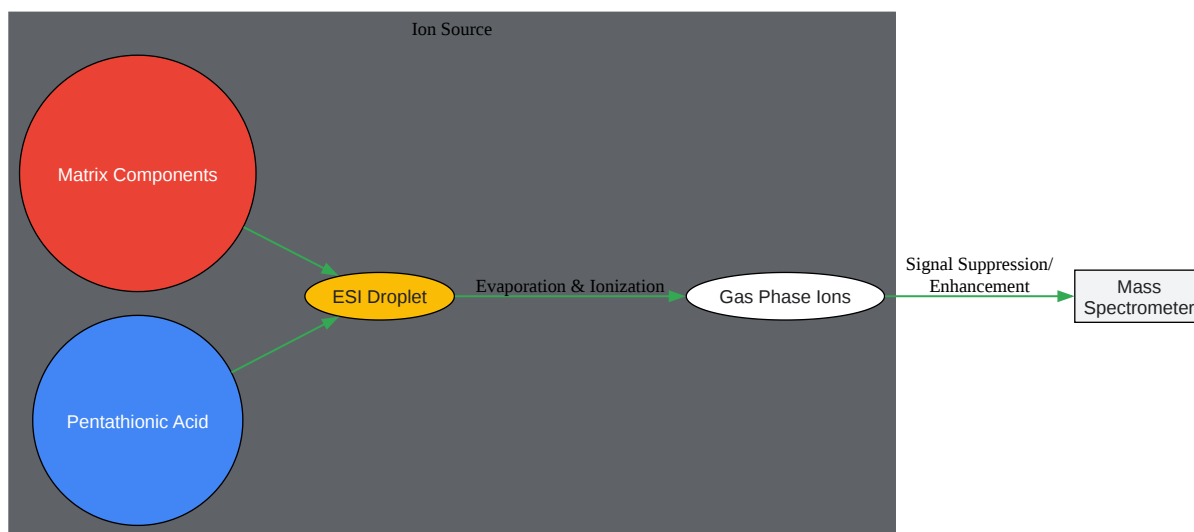 Ion Source
Matrix Components
Pentathionic Acid
ESI Droplet
Evaporation & Ionization
Gas Phase Ions
Signal Suppression/
Enhancement
Mass
Spectrometer